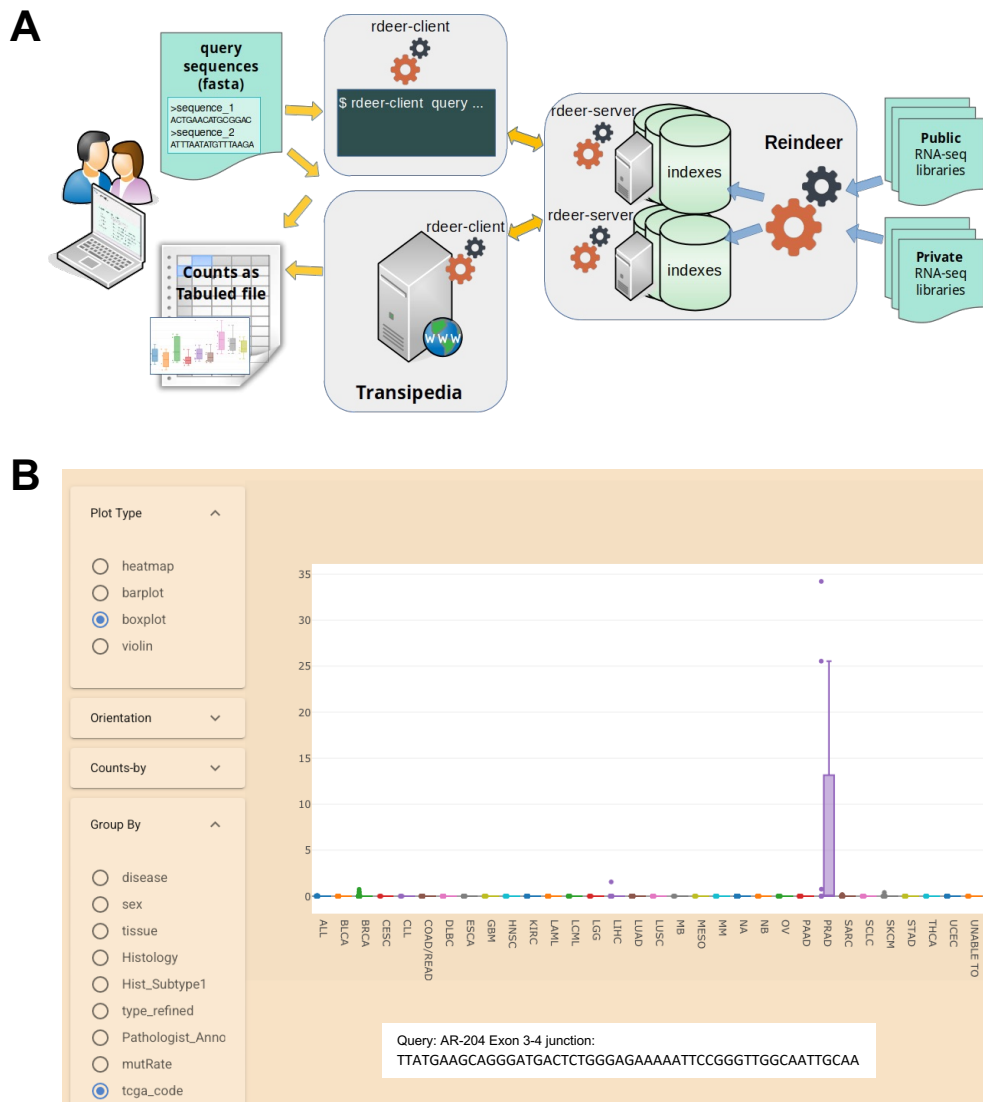 A
query
sequences
(fasta)
>sequence_1
ACTGAACATGCGGAC
>sequence_2
ATTTAATATGTTTAAGA
rdeer-client
$ rdeer-client query ...
rdeer-server
indexes
Reindeer
Public
RNA-seq
libraries
rdeer-server
indexes
Private
RNA-seq
libraries
rdeer-client
WWW
Transipedia
Counts as
Tabuled file
B
Plot Type
heatmap
barplot
boxplot
violin
Orientation
Counts-by
Group By
disease
sex
tissue
Histology
Hist_Subtype1
type_refined
Pathologist_Anno
mutRate
tcga_code
35
30
25
20
15
10
5
0
ALL
BLCA
BRCA
CESC
CLL
COAD/READ
DLBC
ESCA
GBM
HNSC
KIRC
LAML
LCML
LGG
LIHC
LUAD
LUSC
MB
MESO
MM
NA
NB
OV
PAAD
PRAD
SARC
SCLC
SKCM
STAD
THCA
UCEC
UNABLE TO
Query: AR-204 Exon 3-4 junction:
TTATGAAGCAGGGATGACTCTGGGAGAAAAATTCCGGGTTGGCAATTGCAA